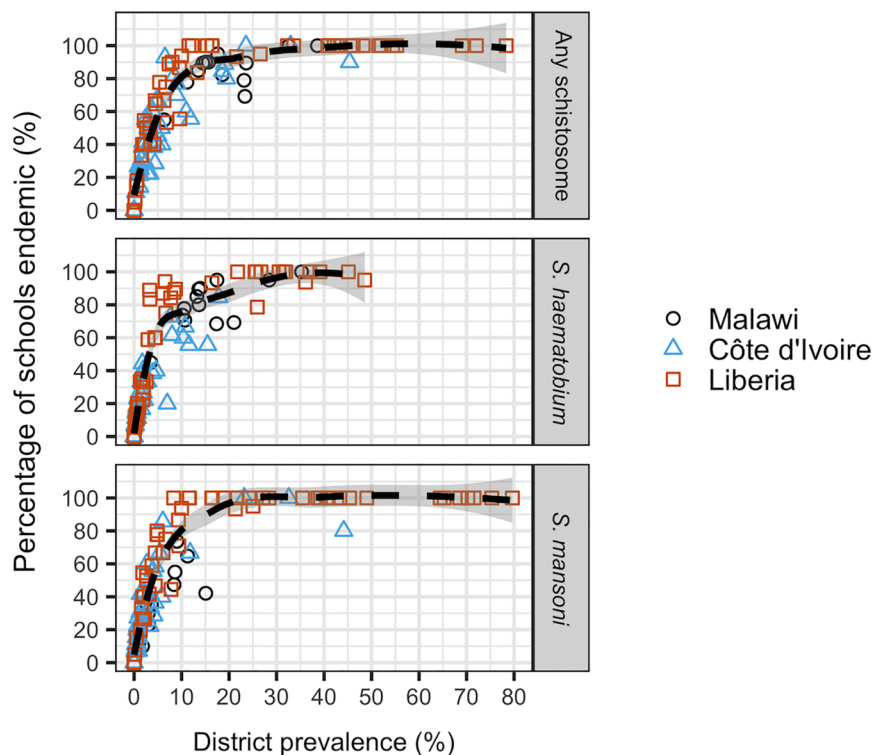 Percentage of schools endemic (%)
100
80
60
40
20
0
Any schistosome
100
80
60
40
20
0
S. haematobium
100
80
60
40
20
0
S. mansoni
0 10 20 30 40 50 60 70 80
District prevalence (%)
Malawi
Côte d'Ivoire
Liberia